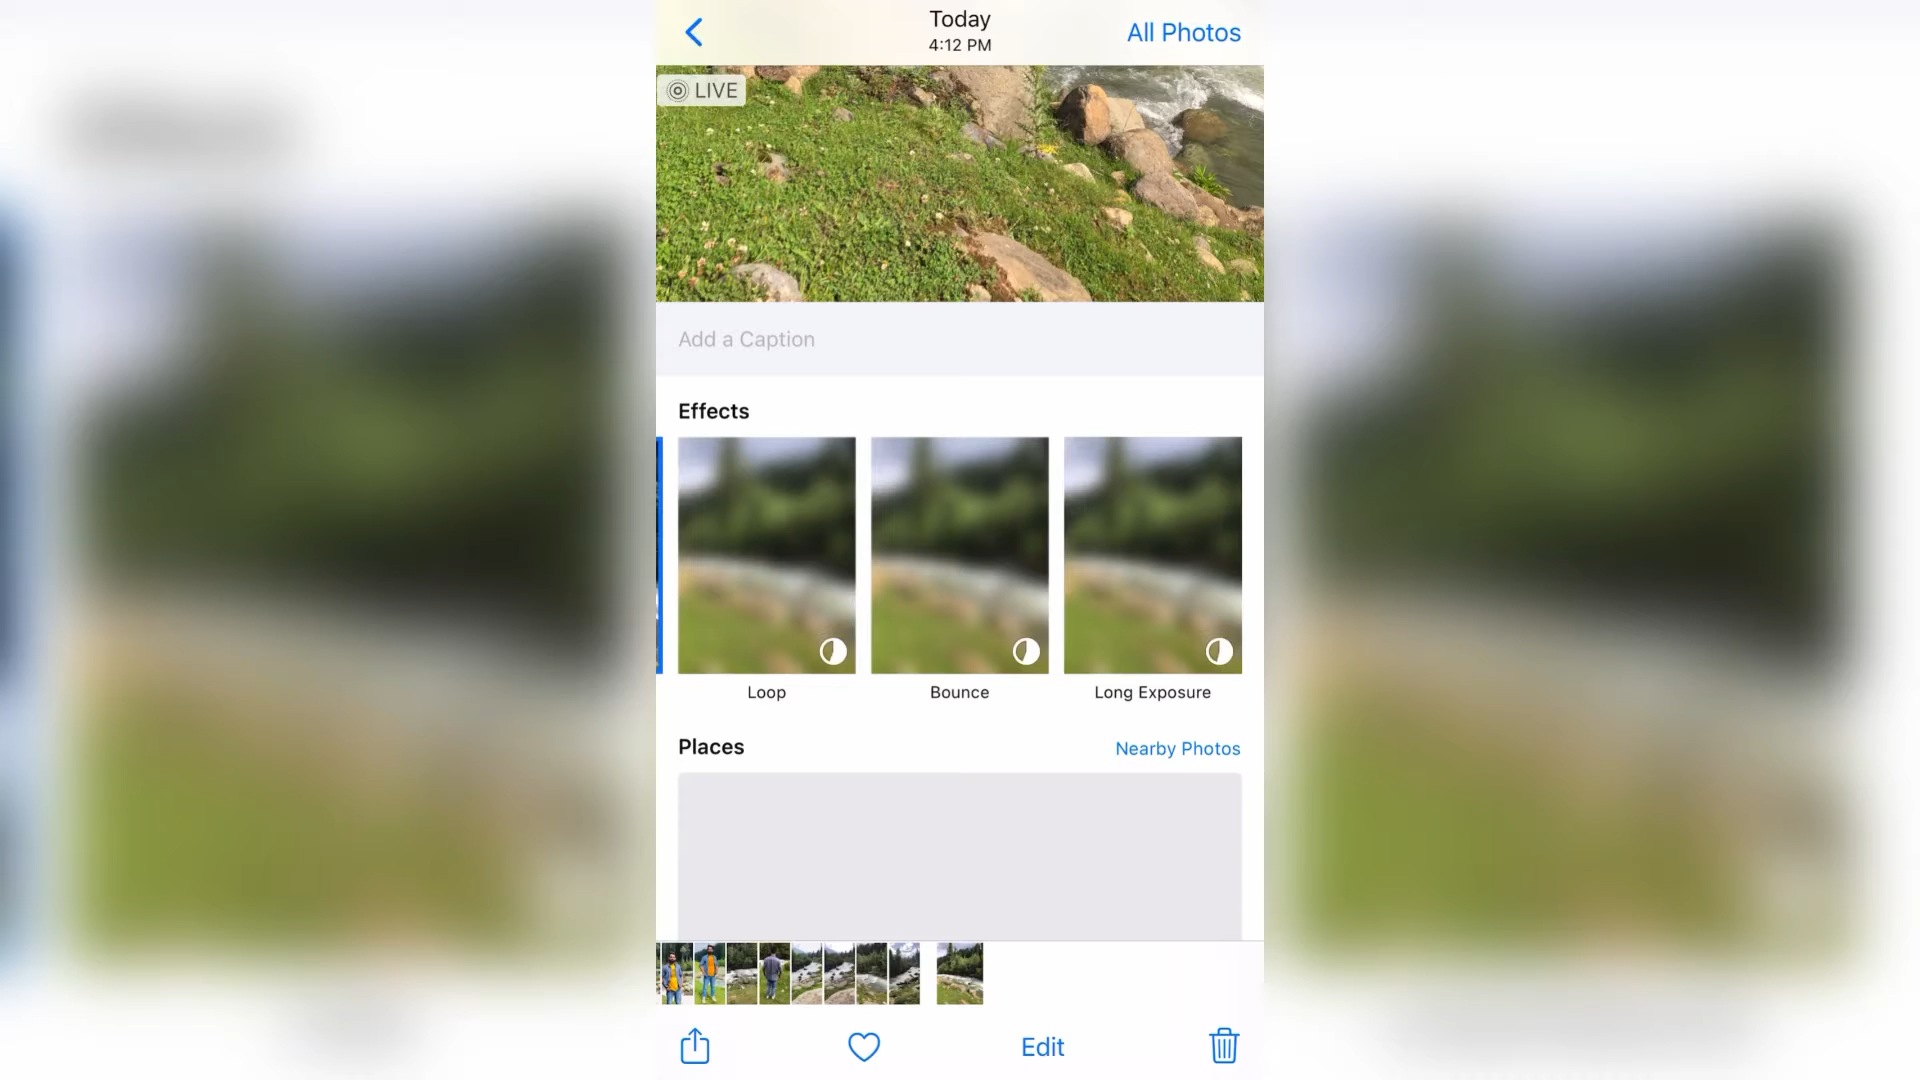 Today
4:12 PM
All Photos
LIVE
Add a Caption
Effects
Loop
Bounce
Long Exposure
Places
Nearby Photos
Edit